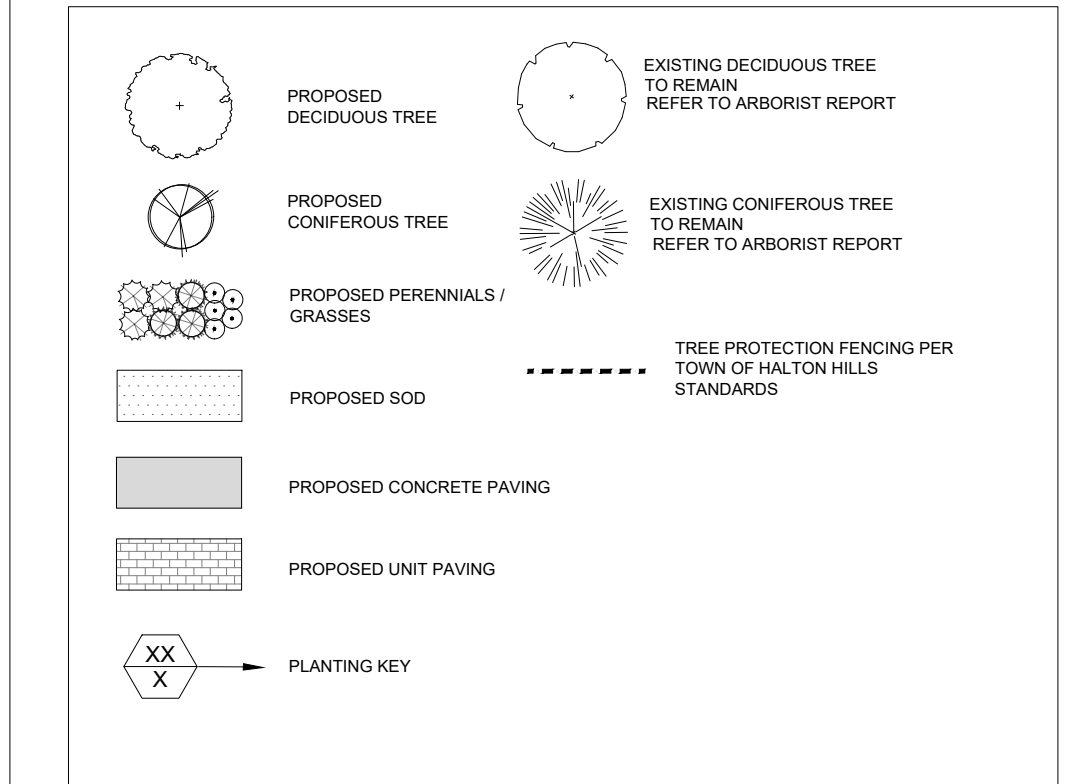 PROPOSED
DECIDUOUS TREE
PROPOSED
CONIFEROUS TREE
PROPOSED PERENNIALS /
GRASSES
PROPOSED SOD
PROPOSED CONCRETE PAVING
PROPOSED UNIT PAVING
XX
X
PLANTING KEY
EXISTING DECIDUOUS TREE
TO REMAIN
REFER TO ARBORIST REPORT
EXISTING CONIFEROUS TREE
TO REMAIN
REFER TO ARBORIST REPORT
TREE PROTECTION FENCING PER
TOWN OF HALTON HILLS
STANDARDS